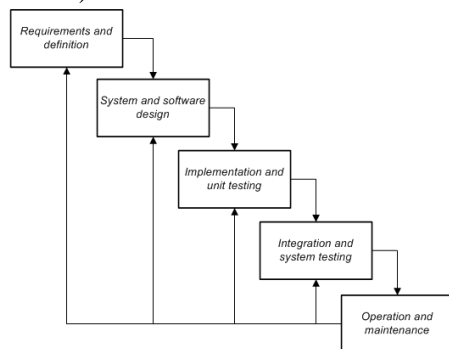 Requirements and
definition
System and software
design
Implementation and
unit testing
Integration and
system testing
Operation and
maintenance